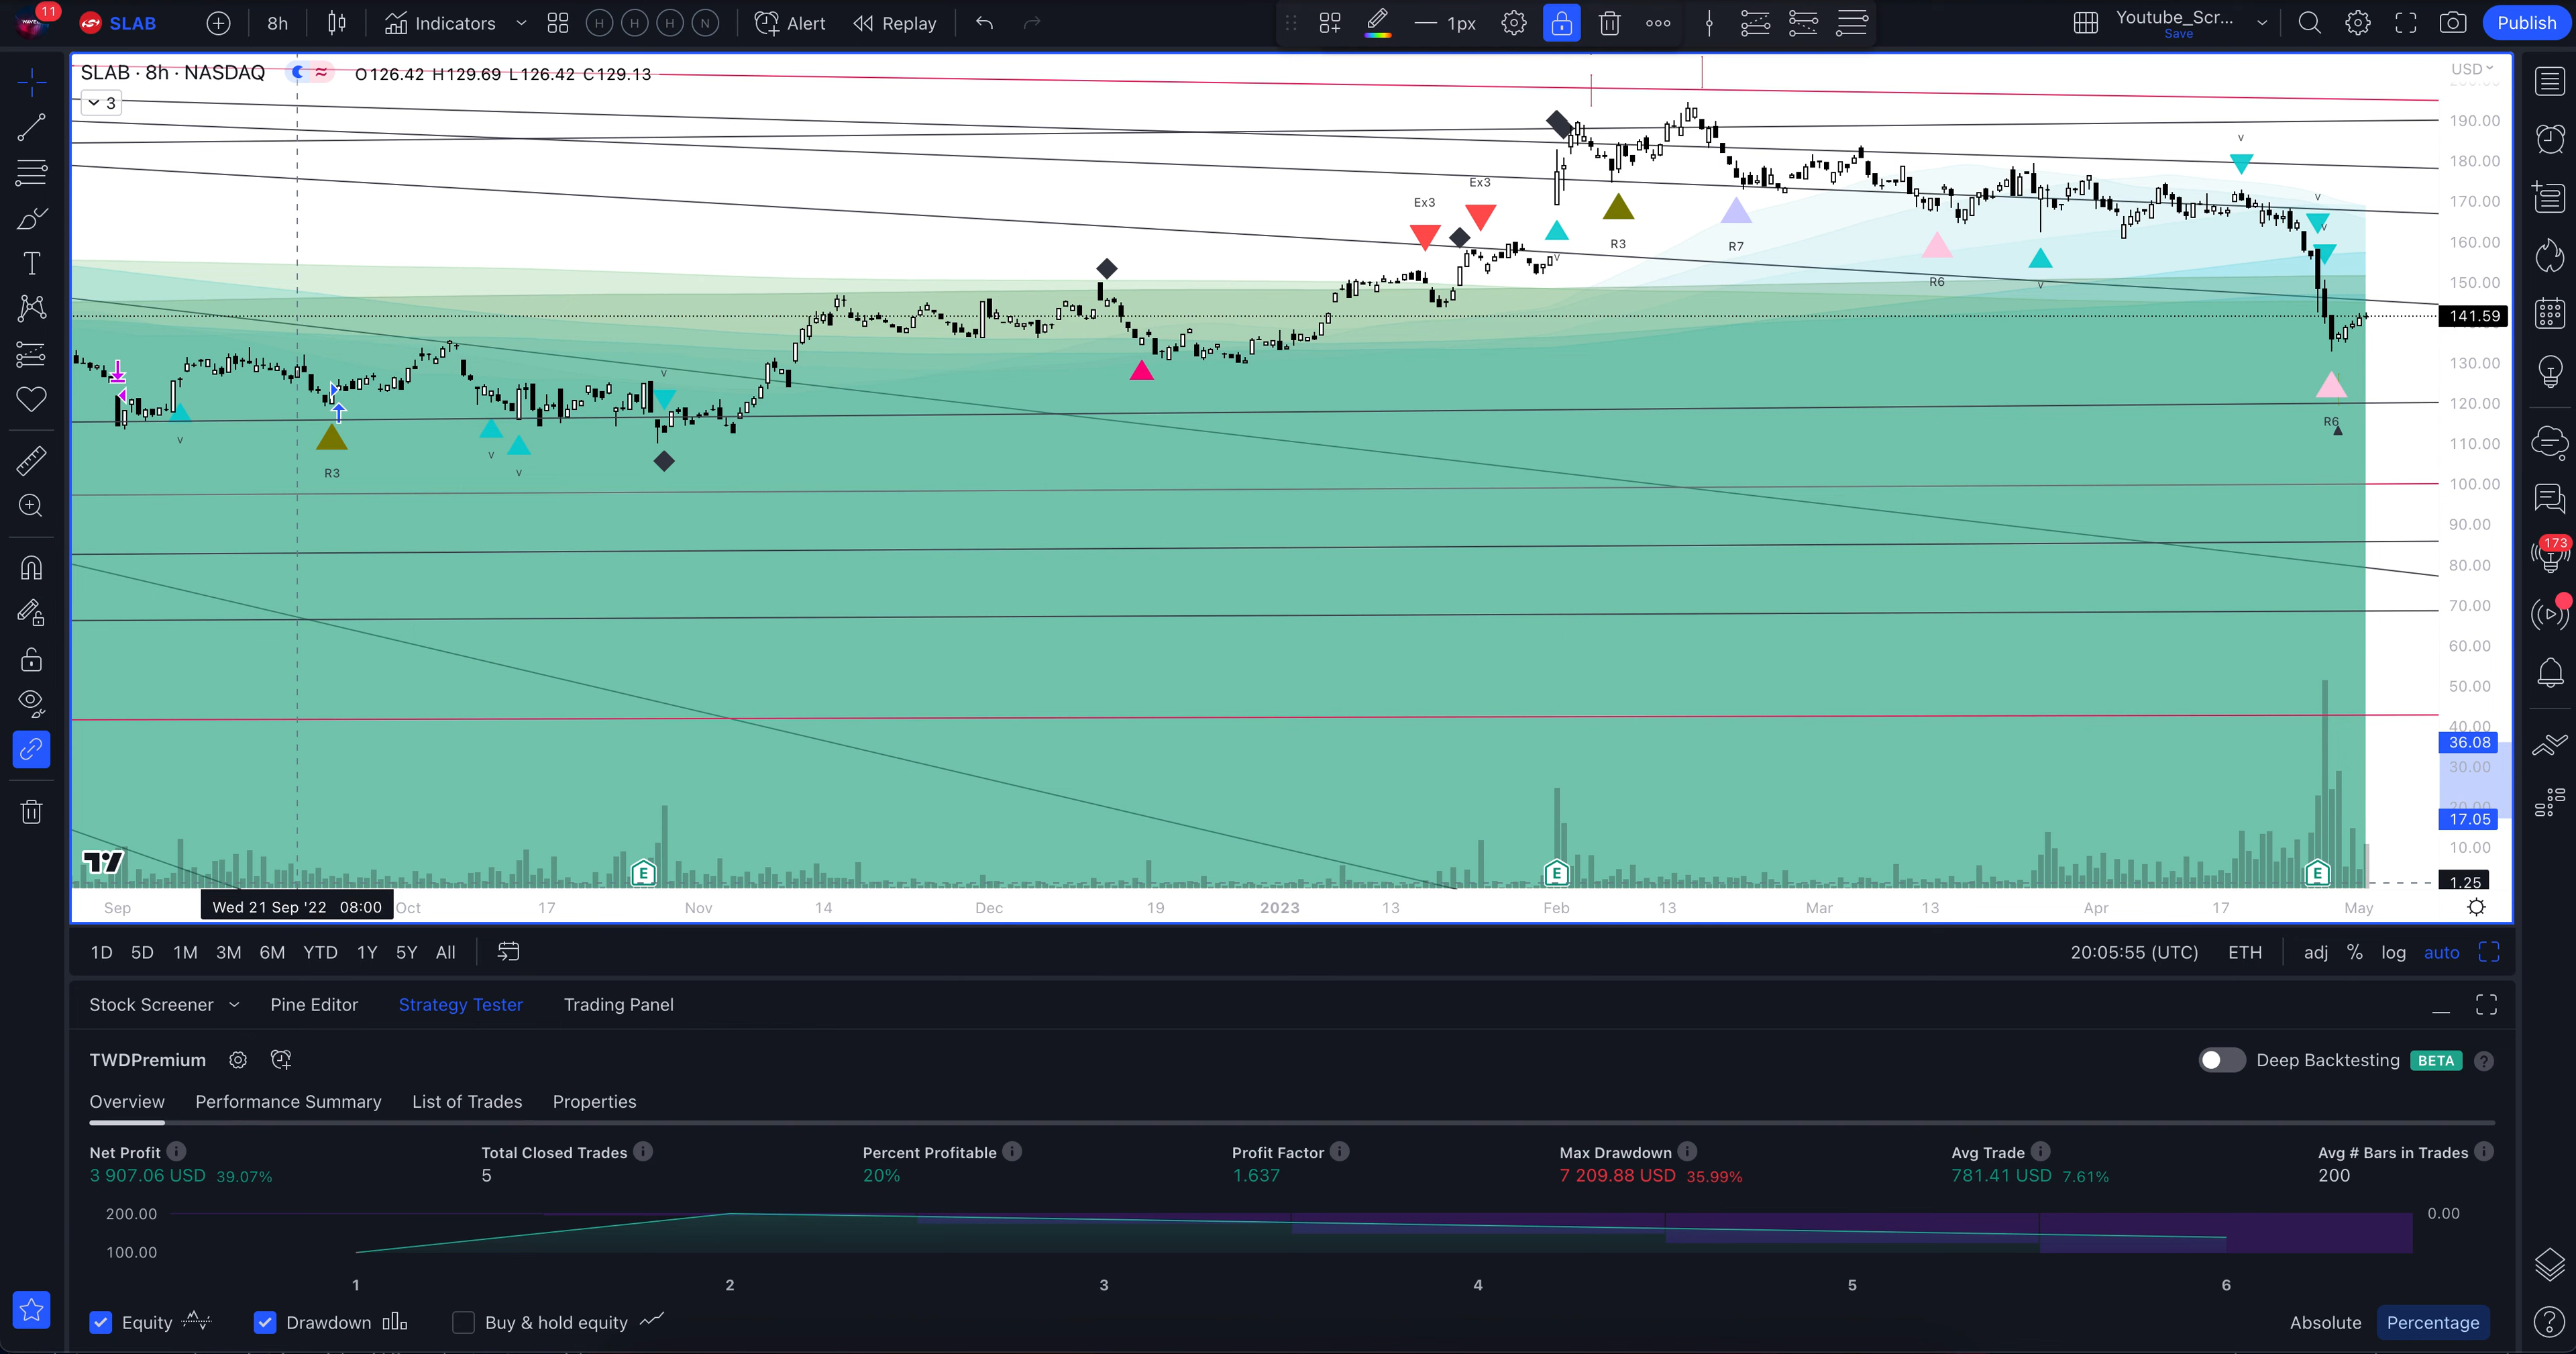 11
SLAB
8h
Indicators
H H H N
Alert
Replay
1px
Youtube_Scr...
Save
Publish
SLAB · 8h · NASDAQ
O126.42 H129.69 L126.42 C129.13
3
USD
190.00
180.00
170.00
160.00
150.00
141.59
130.00
120.00
110.00
100.00
90.00
80.00
70.00
60.00
50.00
40.00
36.08
30.00
20.00
17.05
10.00
1.25
v
Ex3
Ex3
v
v
v
R3
R7
R6
v
v
R6
v
v
R3
v
v
E
E
E
173
Sep
Wed 21 Sep '22 08:00
Oct
17
Nov
14
Dec
19
2023
13
Feb
13
Mar
13
Apr
17
May
1D 5D 1M 3M 6M YTD 1Y 5Y All
20:05:55 (UTC) ETH adj % log auto
Stock Screener Pine Editor Strategy Tester Trading Panel
TWDPremium
Deep Backtesting BETA ?
Overview Performance Summary List of Trades Properties
Net Profit Total Closed Trades Percent Profitable Profit Factor Max Drawdown Avg Trade Avg # Bars in Trades
3 907.06 USD 39.07% 5 20% 1.637 7 209.88 USD 35.99% 781.41 USD 7.61% 200
200.00 0.00
100.00
1 2 3 4 5 6
Equity Drawdown Buy & hold equity Absolute Percentage